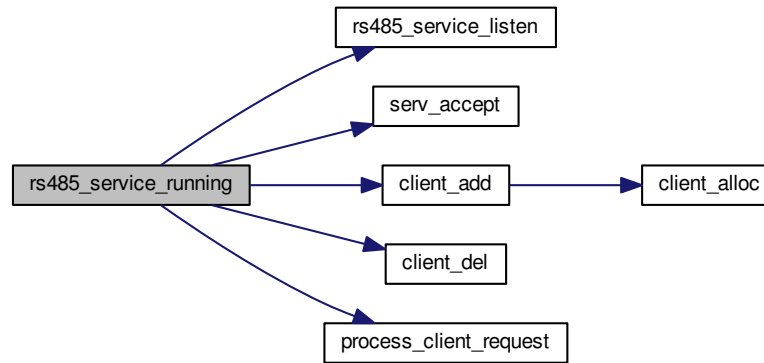 rs485_service_listen
serv_accept
rs485_service_running
client_add
client_alloc
client_del
process_client_request